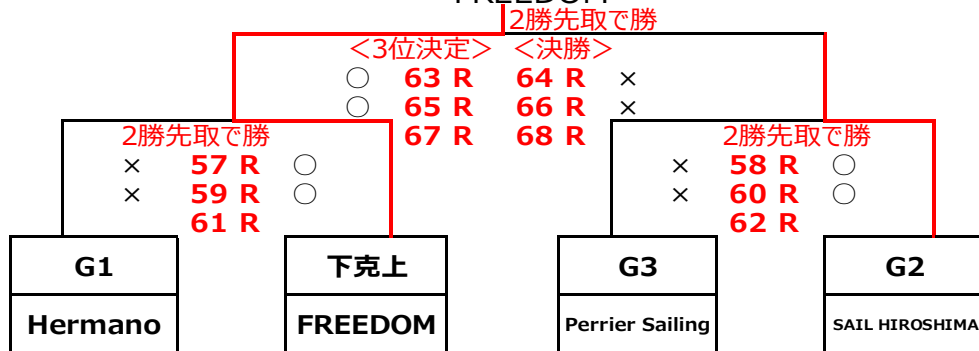 FREEDOM
2勝先取で勝
＜3位決定＞ ＜決勝＞
○ 63 R 64 R ×
○ 65 R 66 R ×
67 R 68 R
2勝先取で勝 2勝先取で勝
× 57 R ○ × 58 R ○
× 59 R ○ × 60 R ○
61 R 62 R
G1 下克上 G3 G2
Hermano FREEDOM Perrier Sailing SAIL HIROSHIMA